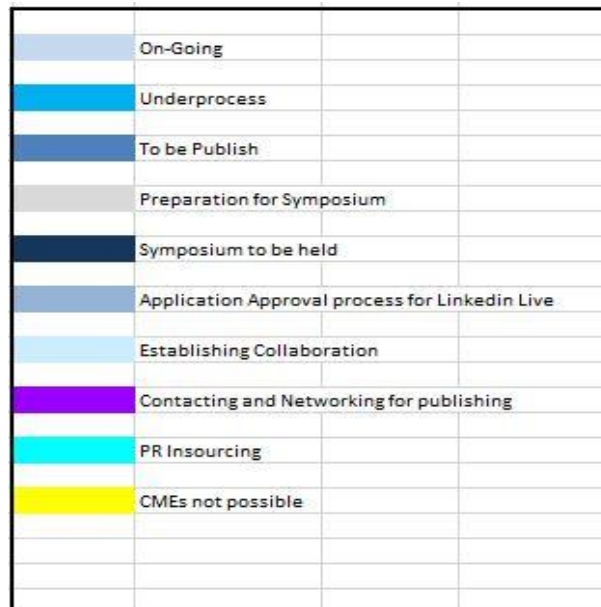 On-Going
Underprocess
To be Publish
Preparation for Symposium
Symposium to be held
Application Approval process for Linkedin Live
Establishing Collaboration
Contacting and Networking for publishing
PR Insourcing
CMEs not possible